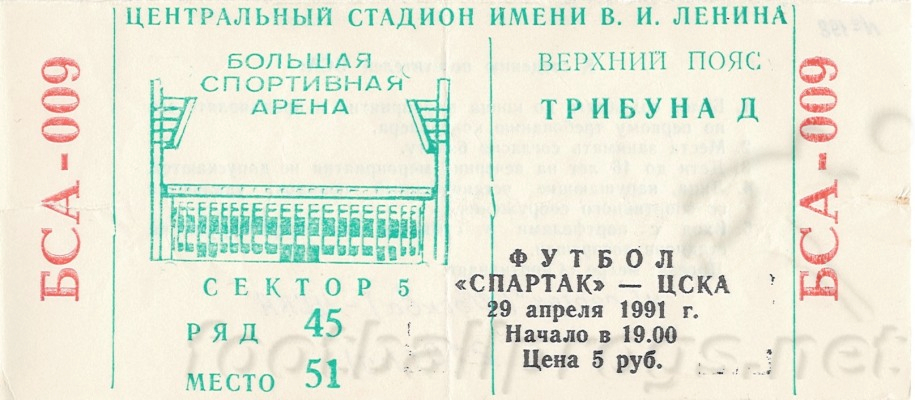 ЦЕНТРАЛЬНЫЙ СТАДИОН ИМЕНИ В. И. ЛЕНИНА
БСА-009
БОЛЬШАЯ
СПОРТИВНАЯ
АРЕНА
СЕКТОР 5
РЯД 45
МЕСТО 51
ВЕРХНИЙ ПОЯС
ТРИБУНА Д
ФУТБОЛ
«СПАРТАК» — ЦСКА
29 апреля 1991 г.
Начало в 19.00
Цена 5 руб.
БСА-009
footballprogs.net